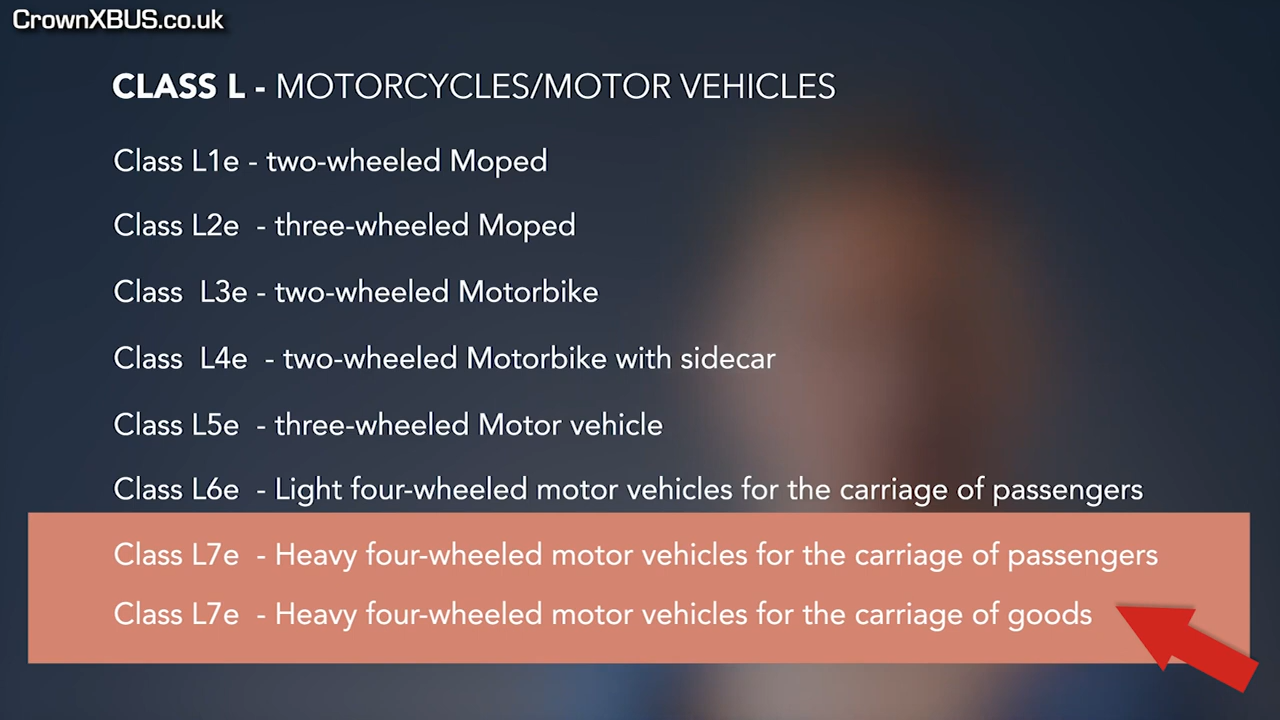 CrownXBUS.co.uk
CLASS L - MOTORCYCLES/MOTOR VEHICLES
Class L1e - two-wheeled Moped
Class L2e - three-wheeled Moped
Class L3e - two-wheeled Motorbike
Class L4e - two-wheeled Motorbike with sidecar
Class L5e - three-wheeled Motor vehicle
Class L6e - Light four-wheeled motor vehicles for the carriage of passengers
Class L7e - Heavy four-wheeled motor vehicles for the carriage of passengers
Class L7e - Heavy four-wheeled motor vehicles for the carriage of goods